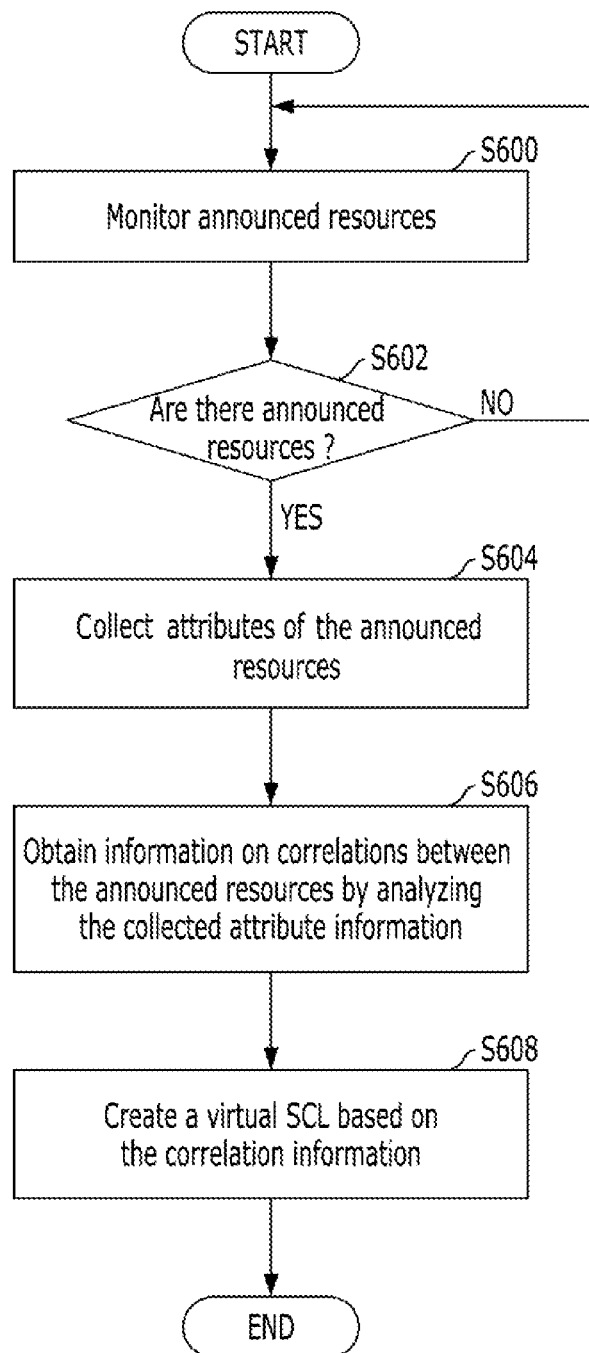 START
S600
Monitor announced resources
S602
Are there announced
resources ?
NO
YES
S604
Collect attributes of the announced
resources
S606
Obtain information on correlations between
the announced resources by analyzing
the collected attribute information
S608
Create a virtual SCL based on
the correlation information
END